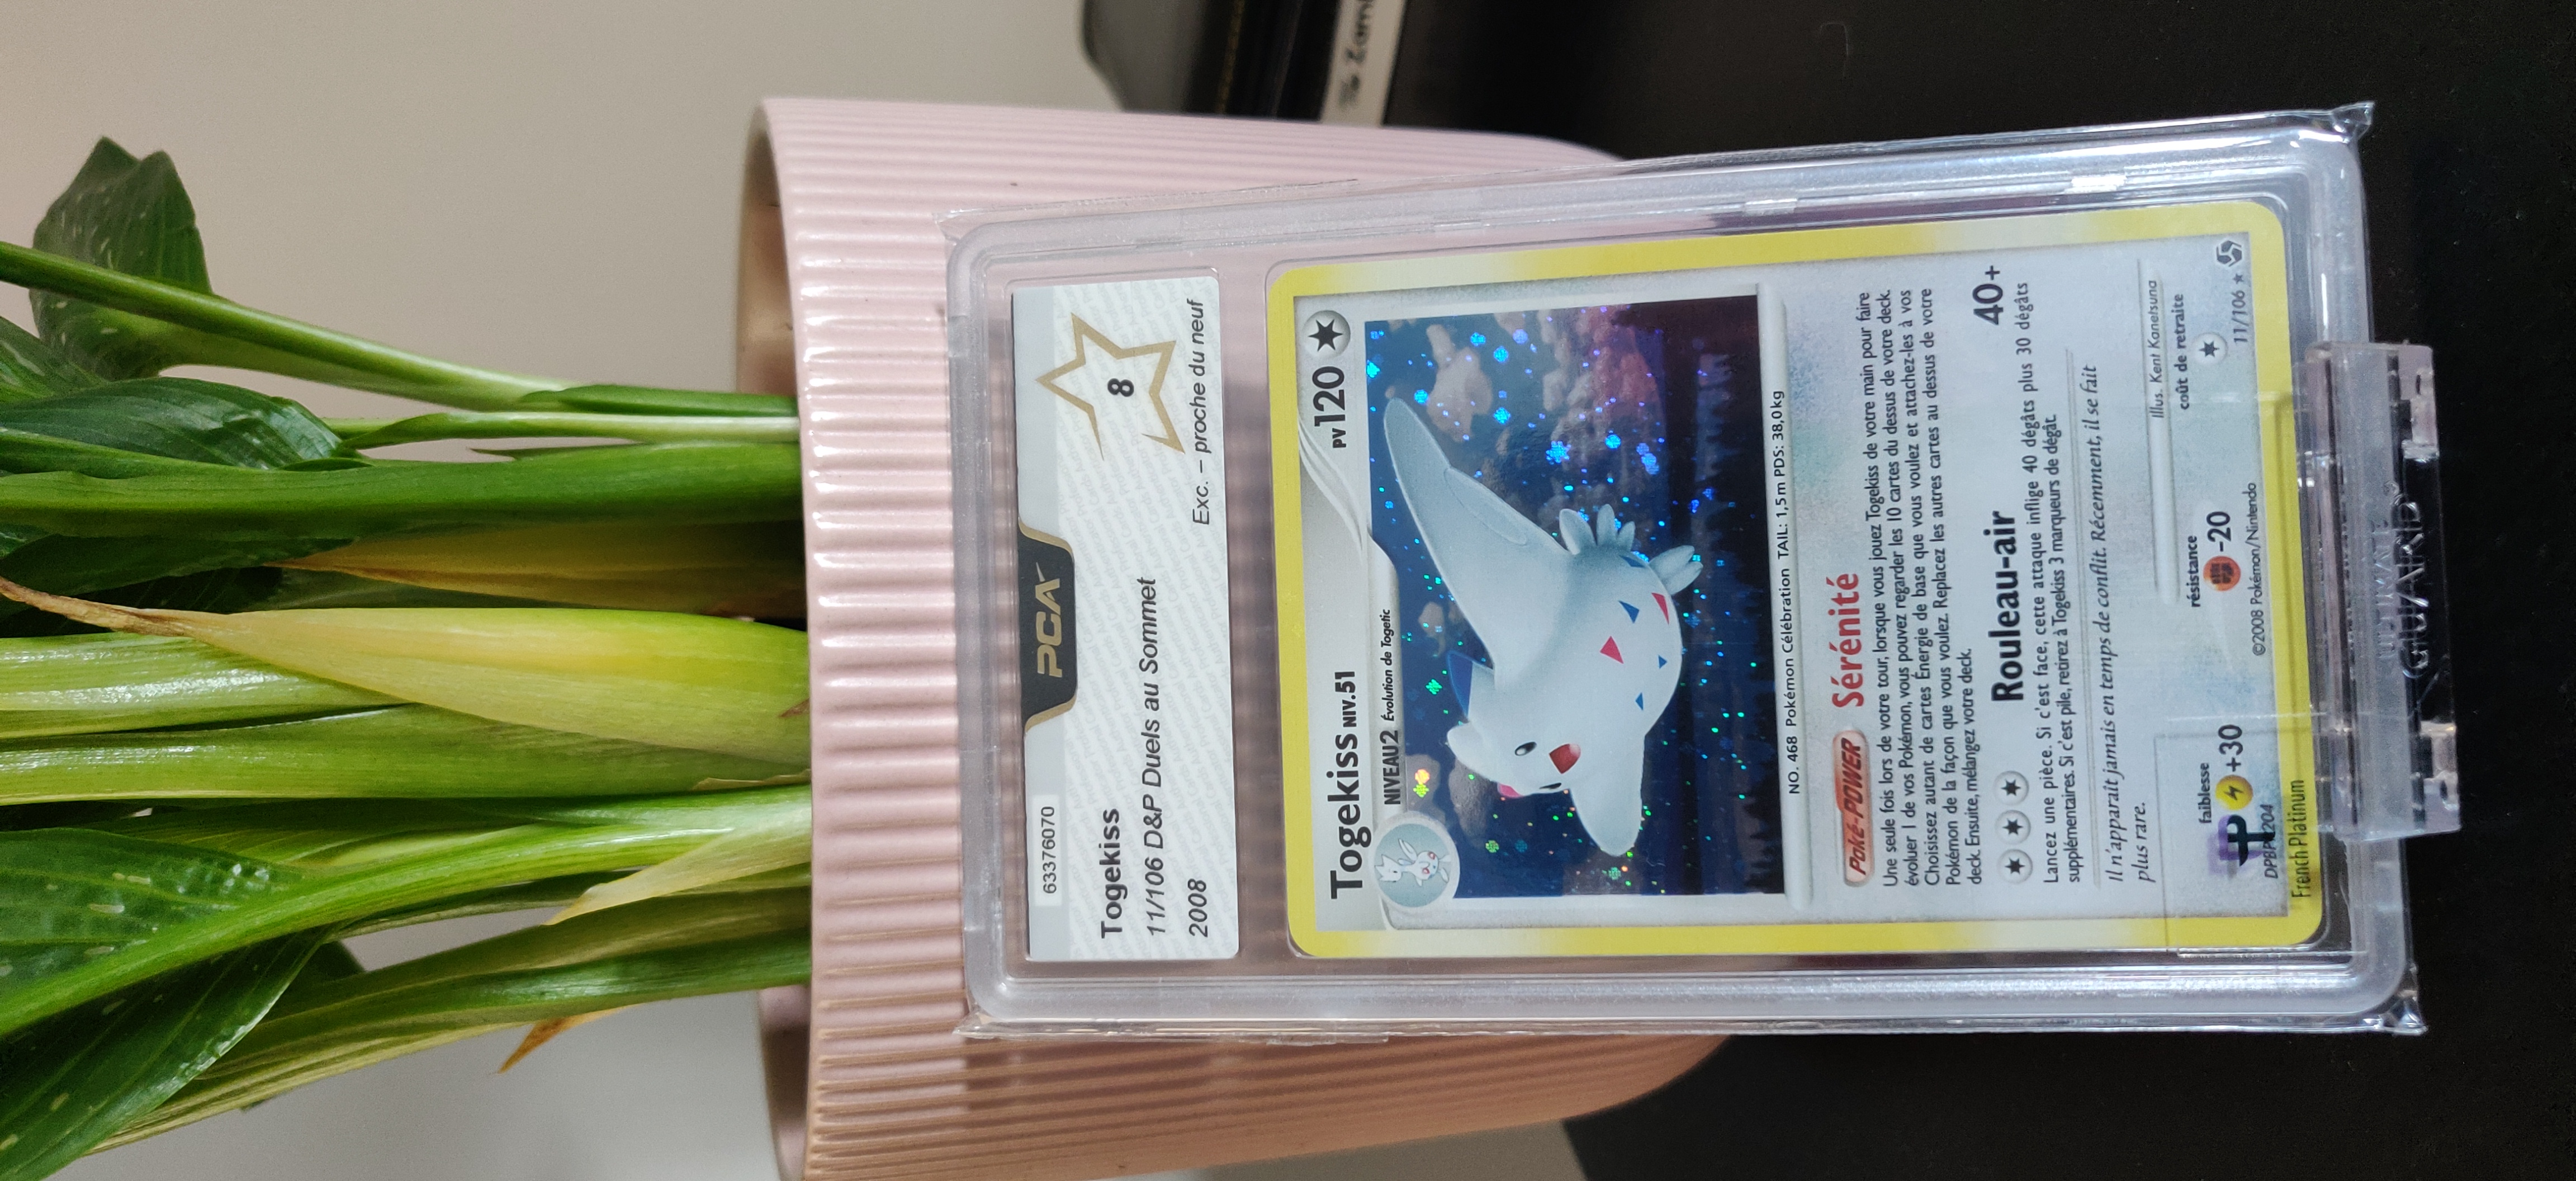 63376070
PCA
Togekiss
11/106 D&P Duels au Sommet
8
2008
Exc. – proche du neuf
Togekiss NIV.51
PV 120
NIVEAU2 Évolution de Togetic
NO. 468 Pokémon Célébration TAIL: 1,5m PDS: 38,0kg
Poké-POWER Sérénité
Une seule fois lors de votre tour, lorsque vous jouez Togekiss de votre main pour faire
évoluer 1 de vos Pokémon, vous pouvez regarder les 10 cartes du dessus de votre deck.
Choisissez autant de cartes Énergie de base que vous voulez et attachez-les à vos
Pokémon de la façon que vous voulez. Replacez les autres cartes au dessus de votre
deck. Ensuite, mélangez votre deck.
Rouleau-air 40+
Lancez une pièce. Si c'est face, cette attaque inflige 40 dégâts plus 30 dégâts
supplémentaires. Si c'est pile, retirez à Togekiss 3 marqueurs de dégât.
Il n'apparaît jamais en temps de conflit. Récemment, il se fait
plus rare.
Illus. Kent Kanetsuna
faiblesse
+30
résistance
-20
coût de retraite
11/106
©2008 Pokémon/Nintendo
French Platinum
ULTIMATE
GUARD